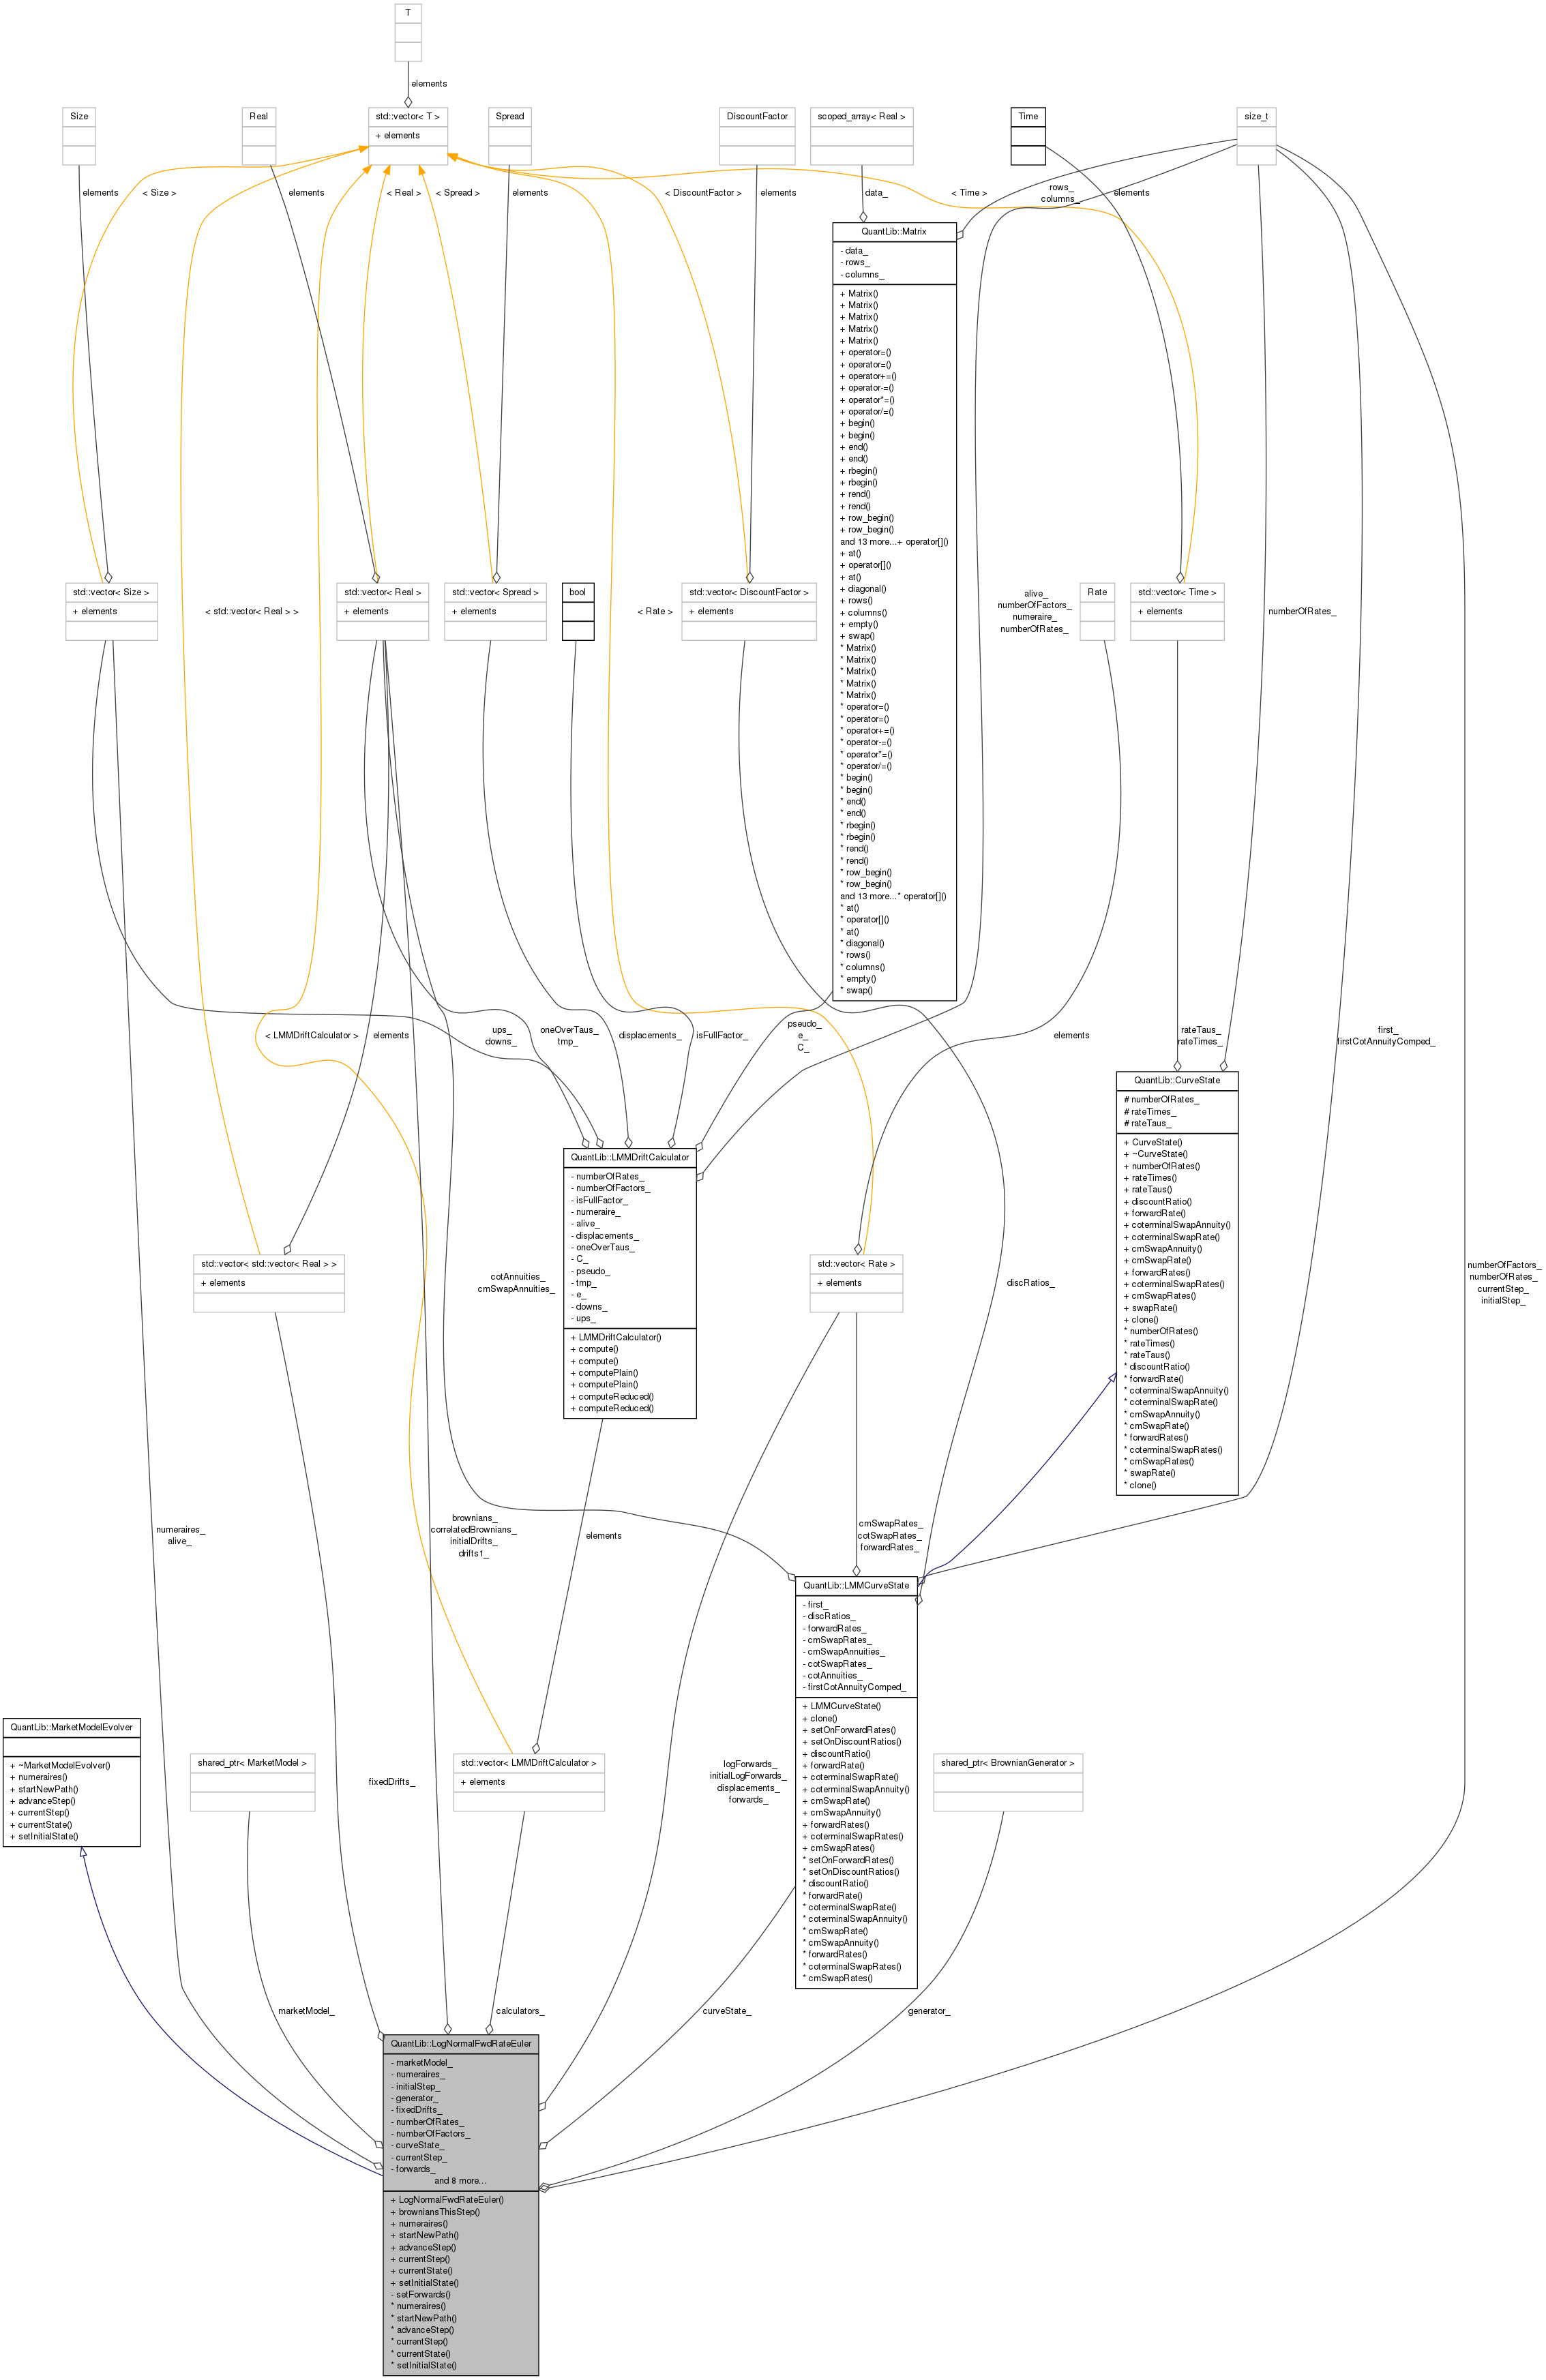 T
elements
Size
Real
std::vector< T >
+ elements
Spread
DiscountFactor
scoped_array< Real >
Time
size_t
elements
< Size >
elements
< Real >
< Spread >
elements
< DiscountFactor >
elements
data_
< Time >
rows_
columns_
elements
QuantLib::Matrix
- data_
- rows_
- columns_
+ Matrix()
+ Matrix()
+ Matrix()
+ Matrix()
+ Matrix()
+ operator=()
+ operator=()
+ operator+=()
+ operator-=()
+ operator*=()
+ operator/=()
+ begin()
+ begin()
+ end()
+ end()
+ rbegin()
+ rbegin()
+ rend()
+ rend()
+ row_begin()
+ row_begin()
and 13 more...+ operator[]()
+ at()
+ operator[]()
+ at()
+ diagonal()
+ rows()
+ columns()
+ empty()
+ swap()
* Matrix()
* Matrix()
* Matrix()
* Matrix()
* Matrix()
* operator=()
* operator=()
* operator+=()
* operator-=()
* operator*=()
* operator/=()
* begin()
* begin()
* end()
* end()
* rbegin()
* rbegin()
* rend()
* rend()
* row_begin()
* row_begin()
and 13 more...* operator[]()
* at()
* operator[]()
* at()
* diagonal()
* rows()
* columns()
* empty()
* swap()
std::vector< Size >
+ elements
< std::vector< Real > >
std::vector< Real >
+ elements
std::vector< Spread >
+ elements
bool
< Rate >
std::vector< DiscountFactor >
+ elements
alive_
numberOfFactors_
numeraire_
numberOfRates_
Rate
std::vector< Time >
+ elements
numberOfRates_
< LMMDriftCalculator >
elements
ups_
downs_
oneOverTaus_
tmp_
displacements_
isFullFactor_
pseudo_
e_
C_
elements
rateTaus_
rateTimes_
first_
firstCotAnnuityComped_
QuantLib::CurveState
# numberOfRates_
# rateTimes_
# rateTaus_
+ CurveState()
+ ~CurveState()
+ numberOfRates()
+ rateTimes()
+ rateTaus()
+ discountRatio()
+ forwardRate()
+ coterminalSwapAnnuity()
+ coterminalSwapRate()
+ cmSwapAnnuity()
+ cmSwapRate()
+ forwardRates()
+ coterminalSwapRates()
+ cmSwapRates()
+ swapRate()
+ clone()
* numberOfRates()
* rateTimes()
* rateTaus()
* discountRatio()
* forwardRate()
* coterminalSwapAnnuity()
* coterminalSwapRate()
* cmSwapAnnuity()
* cmSwapRate()
* forwardRates()
* coterminalSwapRates()
* cmSwapRates()
* swapRate()
* clone()
QuantLib::LMMDriftCalculator
- numberOfRates_
- numberOfFactors_
- isFullFactor_
- numeraire_
- alive_
- displacements_
- oneOverTaus_
- C_
- pseudo_
- tmp_
- e_
- downs_
- ups_
+ LMMDriftCalculator()
+ compute()
+ compute()
+ computePlain()
+ computePlain()
+ computeReduced()
+ computeReduced()
std::vector< std::vector< Real > >
+ elements
cotAnnuities_
cmSwapAnnuities_
std::vector< Rate >
+ elements
discRatios_
numberOfFactors_
numberOfRates_
currentStep_
initialStep_
numeraires_
alive_
brownians_
correlatedBrownians_
initialDrifts_
drifts1_
elements
cmSwapRates_
cotSwapRates_
forwardRates_
QuantLib::LMMCurveState
- first_
- discRatios_
- forwardRates_
- cmSwapRates_
- cmSwapAnnuities_
- cotSwapRates_
- cotAnnuities_
- firstCotAnnuityComped_
+ LMMCurveState()
+ clone()
+ setOnForwardRates()
+ setOnDiscountRatios()
+ discountRatio()
+ forwardRate()
+ coterminalSwapRate()
+ coterminalSwapAnnuity()
+ cmSwapRate()
+ cmSwapAnnuity()
+ forwardRates()
+ coterminalSwapRates()
+ cmSwapRates()
* setOnForwardRates()
* setOnDiscountRatios()
* discountRatio()
* forwardRate()
* coterminalSwapRate()
* coterminalSwapAnnuity()
* cmSwapRate()
* cmSwapAnnuity()
* forwardRates()
* coterminalSwapRates()
* cmSwapRates()
QuantLib::MarketModelEvolver
+ ~MarketModelEvolver()
+ numeraires()
+ startNewPath()
+ advanceStep()
+ currentStep()
+ currentState()
+ setInitialState()
shared_ptr< MarketModel >
fixedDrifts_
std::vector< LMMDriftCalculator >
+ elements
logForwards_
initialLogForwards_
displacements_
forwards_
shared_ptr< BrownianGenerator >
marketModel_
calculators_
curveState_
generator_
QuantLib::LogNormalFwdRateEuler
- marketModel_
- numeraires_
- initialStep_
- generator_
- fixedDrifts_
- numberOfRates_
- numberOfFactors_
- curveState_
- currentStep_
- forwards_
and 8 more...
+ LogNormalFwdRateEuler()
+ browniansThisStep()
+ numeraires()
+ startNewPath()
+ advanceStep()
+ currentStep()
+ currentState()
+ setInitialState()
- setForwards()
* numeraires()
* startNewPath()
* advanceStep()
* currentStep()
* currentState()
* setInitialState()